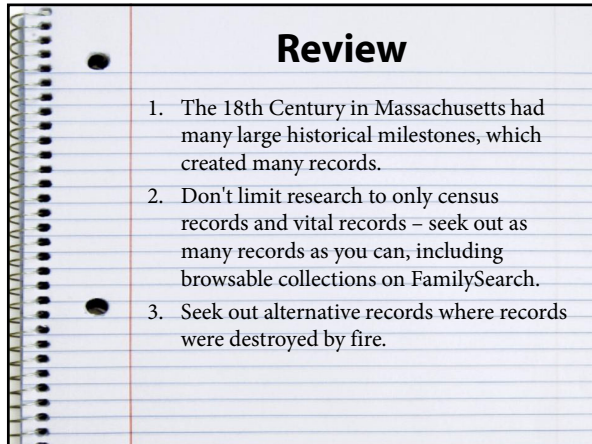 Review
1. The 18th Century in Massachusetts had
many large historical milestones, which
created many records.
2. Don't limit research to only census
records and vital records – seek out as
many records as you can, including
browsable collections on FamilySearch.
3. Seek out alternative records where records
were destroyed by fire.